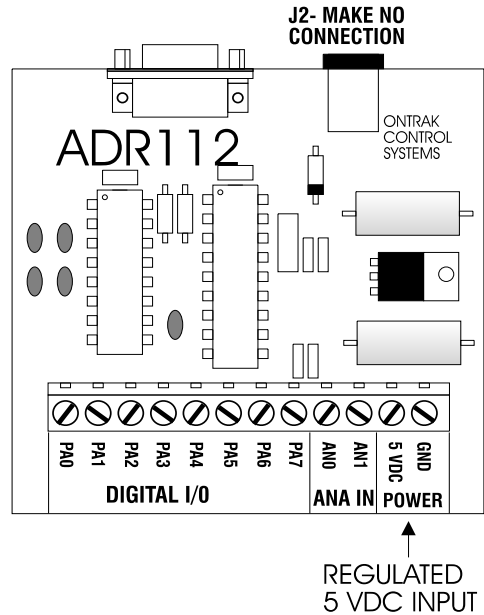 J2- MAKE NO
CONNECTION
ONTRAK
CONTROL
SYSTEMS
ADR112
PA0
PA1
PA2
PA3
PA4
PA5
PA6
PA7
AN0
AN1
5 VDC
GND
DIGITAL I/0
ANA IN
POWER
REGULATED
5 VDC INPUT